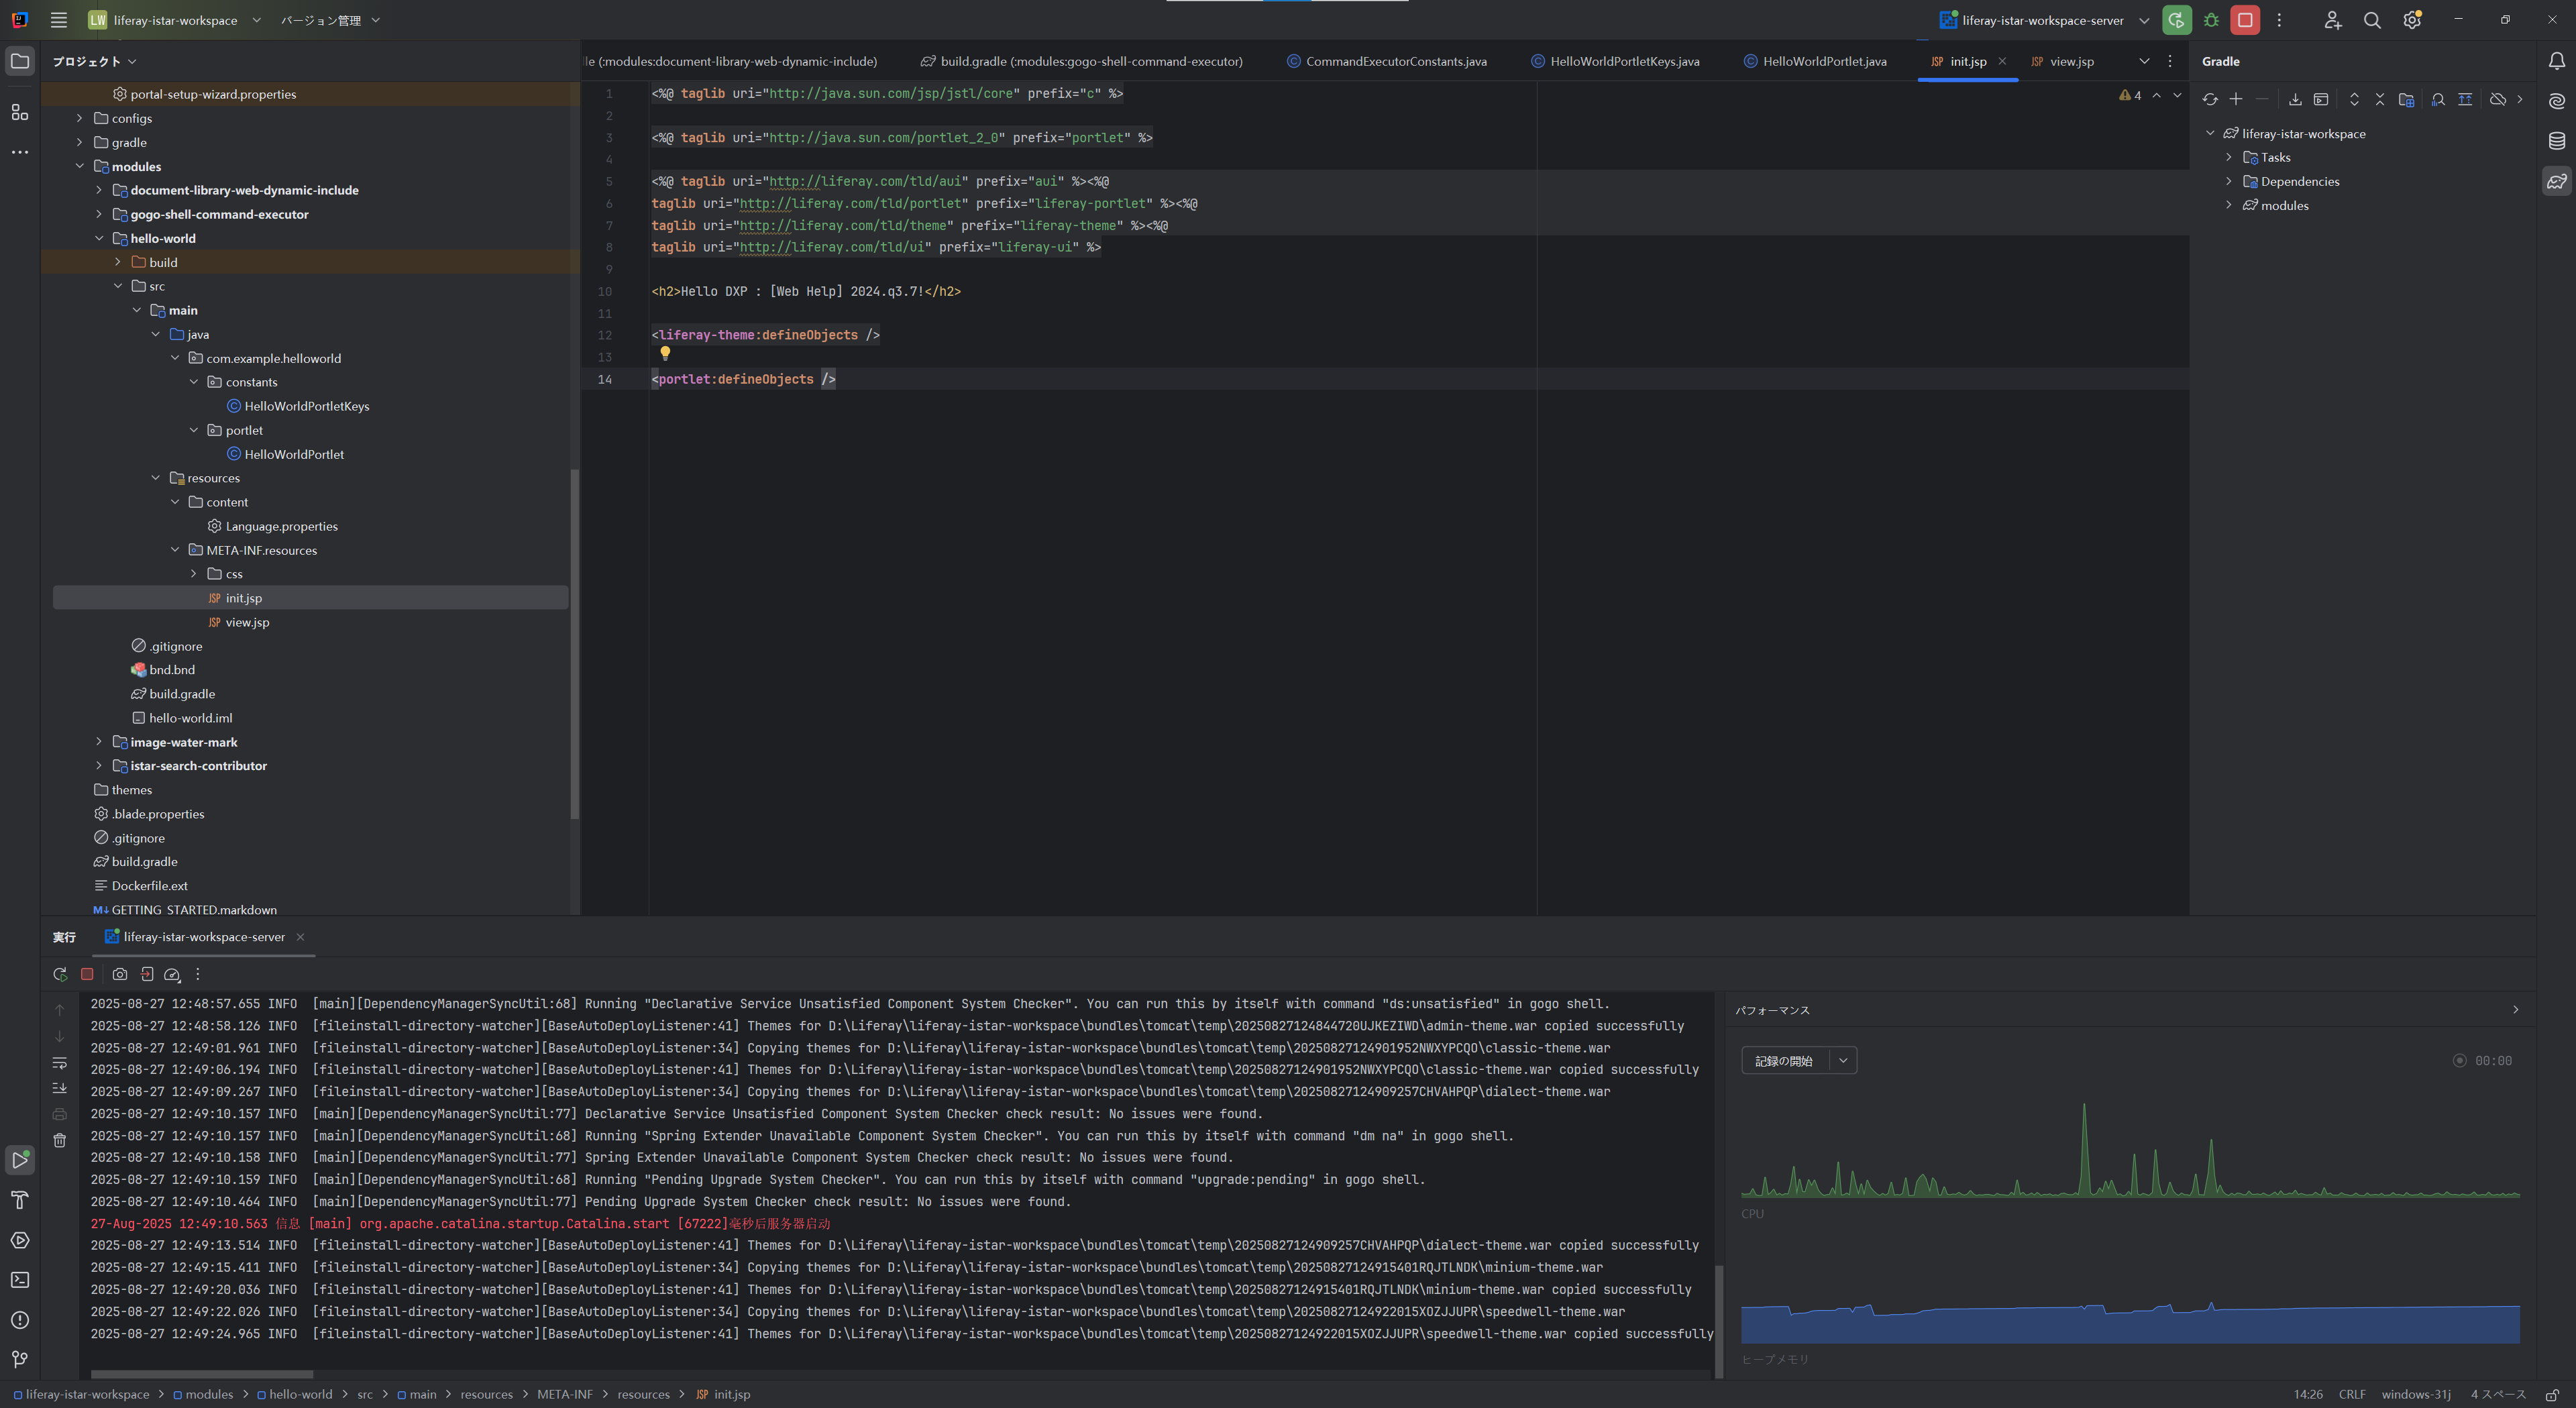 LW liferay-istar-workspace バージョン管理 liferay-istar-workspace-server
プロジェクト
portal-setup-wizard.properties
configs
gradle
modules
document-library-web-dynamic-include
gogo-shell-command-executor
hello-world
build
src
main
java
com.example.helloworld
constants
HelloWorldPortletKeys
portlet
HelloWorldPortlet
resources
content
Language.properties
META-INF.resources
css
JSP init.jsp
JSP view.jsp
.gitignore
bnd.bnd
build.gradle
hello-world.iml
image-water-mark
istar-search-contributor
themes
.blade.properties
.gitignore
build.gradle
Dockerfile.ext
M↓ GETTING_STARTED.markdown
le (:modules:document-library-web-dynamic-include) build.gradle (:modules:gogo-shell-command-executor) CommandExecutorConstants.java HelloWorldPortletKeys.java HelloWorldPortlet.java JSP init.jsp JSP view.jsp
4
1 <%@ taglib uri="http://java.sun.com/jsp/jstl/core" prefix="c" %>
2
3 <%@ taglib uri="http://java.sun.com/portlet_2_0" prefix="portlet" %>
4
5 <%@ taglib uri="http://liferay.com/tld/aui" prefix="aui" %><%@
6 taglib uri="http://liferay.com/tld/portlet" prefix="liferay-portlet" %><%@
7 taglib uri="http://liferay.com/tld/theme" prefix="liferay-theme" %><%@
8 taglib uri="http://liferay.com/tld/ui" prefix="liferay-ui" %>
9
10 <h2>Hello DXP : [Web Help] 2024.q3.7!</h2>
11
12 <liferay-theme:defineObjects />
13
14 <portlet:defineObjects />
Gradle
liferay-istar-workspace
Tasks
Dependencies
modules
実行 liferay-istar-workspace-server
2025-08-27 12:48:57.655 INFO [main][DependencyManagerSyncUtil:68] Running "Declarative Service Unsatisfied Component System Checker". You can run this by itself with command "ds:unsatisfied" in gogo shell.
2025-08-27 12:48:58.126 INFO [fileinstall-directory-watcher][BaseAutoDeployListener:41] Themes for D:\Liferay\liferay-istar-workspace\bundles\tomcat\temp\20250827124844720UJKEZIWD\admin-theme.war copied successfully
2025-08-27 12:49:01.961 INFO [fileinstall-directory-watcher][BaseAutoDeployListener:34] Copying themes for D:\Liferay\liferay-istar-workspace\bundles\tomcat\temp\20250827124901952NWXYPCQO\classic-theme.war
2025-08-27 12:49:06.194 INFO [fileinstall-directory-watcher][BaseAutoDeployListener:41] Themes for D:\Liferay\liferay-istar-workspace\bundles\tomcat\temp\20250827124901952NWXYPCQO\classic-theme.war copied successfully
2025-08-27 12:49:09.267 INFO [fileinstall-directory-watcher][BaseAutoDeployListener:34] Copying themes for D:\Liferay\liferay-istar-workspace\bundles\tomcat\temp\20250827124909257CHVAHPQP\dialect-theme.war
2025-08-27 12:49:10.157 INFO [main][DependencyManagerSyncUtil:77] Declarative Service Unsatisfied Component System Checker check result: No issues were found.
2025-08-27 12:49:10.157 INFO [main][DependencyManagerSyncUtil:68] Running "Spring Extender Unavailable Component System Checker". You can run this by itself with command "dm na" in gogo shell.
2025-08-27 12:49:10.158 INFO [main][DependencyManagerSyncUtil:77] Spring Extender Unavailable Component System Checker check result: No issues were found.
2025-08-27 12:49:10.159 INFO [main][DependencyManagerSyncUtil:68] Running "Pending Upgrade System Checker". You can run this by itself with command "upgrade:pending" in gogo shell.
2025-08-27 12:49:10.464 INFO [main][DependencyManagerSyncUtil:77] Pending Upgrade System Checker check result: No issues were found.
27-Aug-2025 12:49:10.563 信息 [main] org.apache.catalina.startup.Catalina.start [67222]毫秒后服务器启动
2025-08-27 12:49:13.514 INFO [fileinstall-directory-watcher][BaseAutoDeployListener:41] Themes for D:\Liferay\liferay-istar-workspace\bundles\tomcat\temp\20250827124909257CHVAHPQP\dialect-theme.war copied successfully
2025-08-27 12:49:15.411 INFO [fileinstall-directory-watcher][BaseAutoDeployListener:34] Copying themes for D:\Liferay\liferay-istar-workspace\bundles\tomcat\temp\20250827124915401RQJTLNDK\minium-theme.war
2025-08-27 12:49:20.036 INFO [fileinstall-directory-watcher][BaseAutoDeployListener:41] Themes for D:\Liferay\liferay-istar-workspace\bundles\tomcat\temp\20250827124915401RQJTLNDK\minium-theme.war copied successfully
2025-08-27 12:49:22.026 INFO [fileinstall-directory-watcher][BaseAutoDeployListener:34] Copying themes for D:\Liferay\liferay-istar-workspace\bundles\tomcat\temp\20250827124922015XOZJJUPR\speedwell-theme.war
2025-08-27 12:49:24.965 INFO [fileinstall-directory-watcher][BaseAutoDeployListener:41] Themes for D:\Liferay\liferay-istar-workspace\bundles\tomcat\temp\20250827124922015XOZJJUPR\speedwell-theme.war copied successfully
パフォーマンス
記録の開始 00:00
CPU
ヒープメモリ
liferay-istar-workspace > modules > hello-world > src > main > resources > META-INF > resources > JSP init.jsp 14:26 CRLF windows-31j 4 スペース